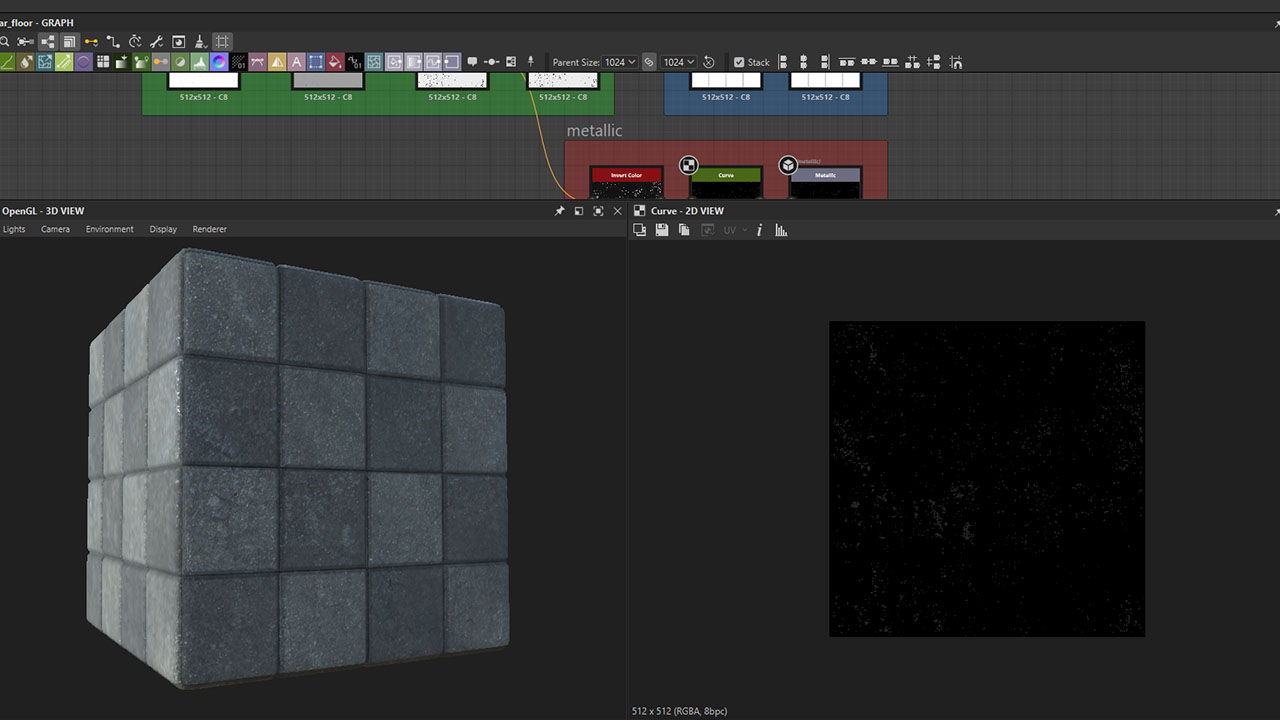 ar_floor - GRAPH
01
A
01
Parent Size: 1024 1024 Stack
512x512 - C8 512x512 - C8 512x512 - C8 512x512 - C8 512x512 - C8 512x512 - C8
metallic
Invert Color Curve Metallic
OpenGL - 3D VIEW
Lights Camera Environment Display Renderer
Curve - 2D VIEW
UV i
512 x 512 (RGBA, 8bpc)